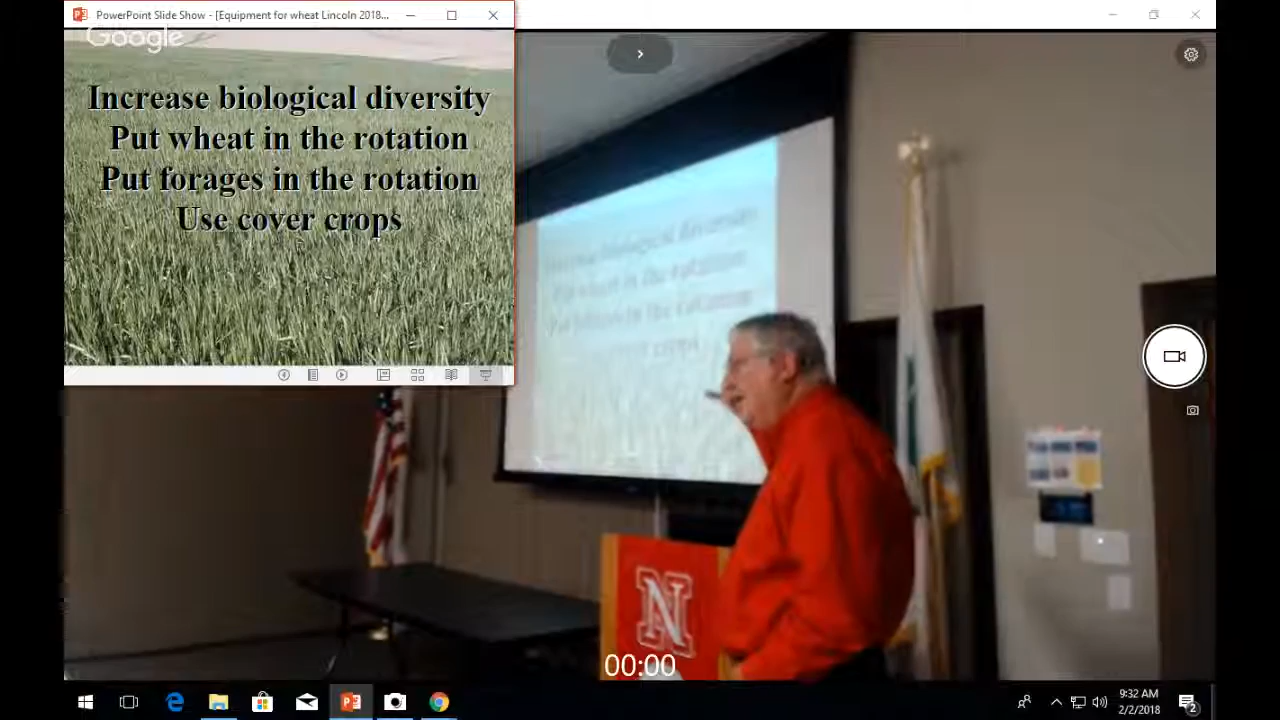 PowerPoint Slide Show - [Equipment for wheat Lincoln 2018...
Google
Increase biological diversity
Put wheat in the rotation
Put forages in the rotation
Use cover crops
N
00:00
9:32 AM
2/2/2018
2